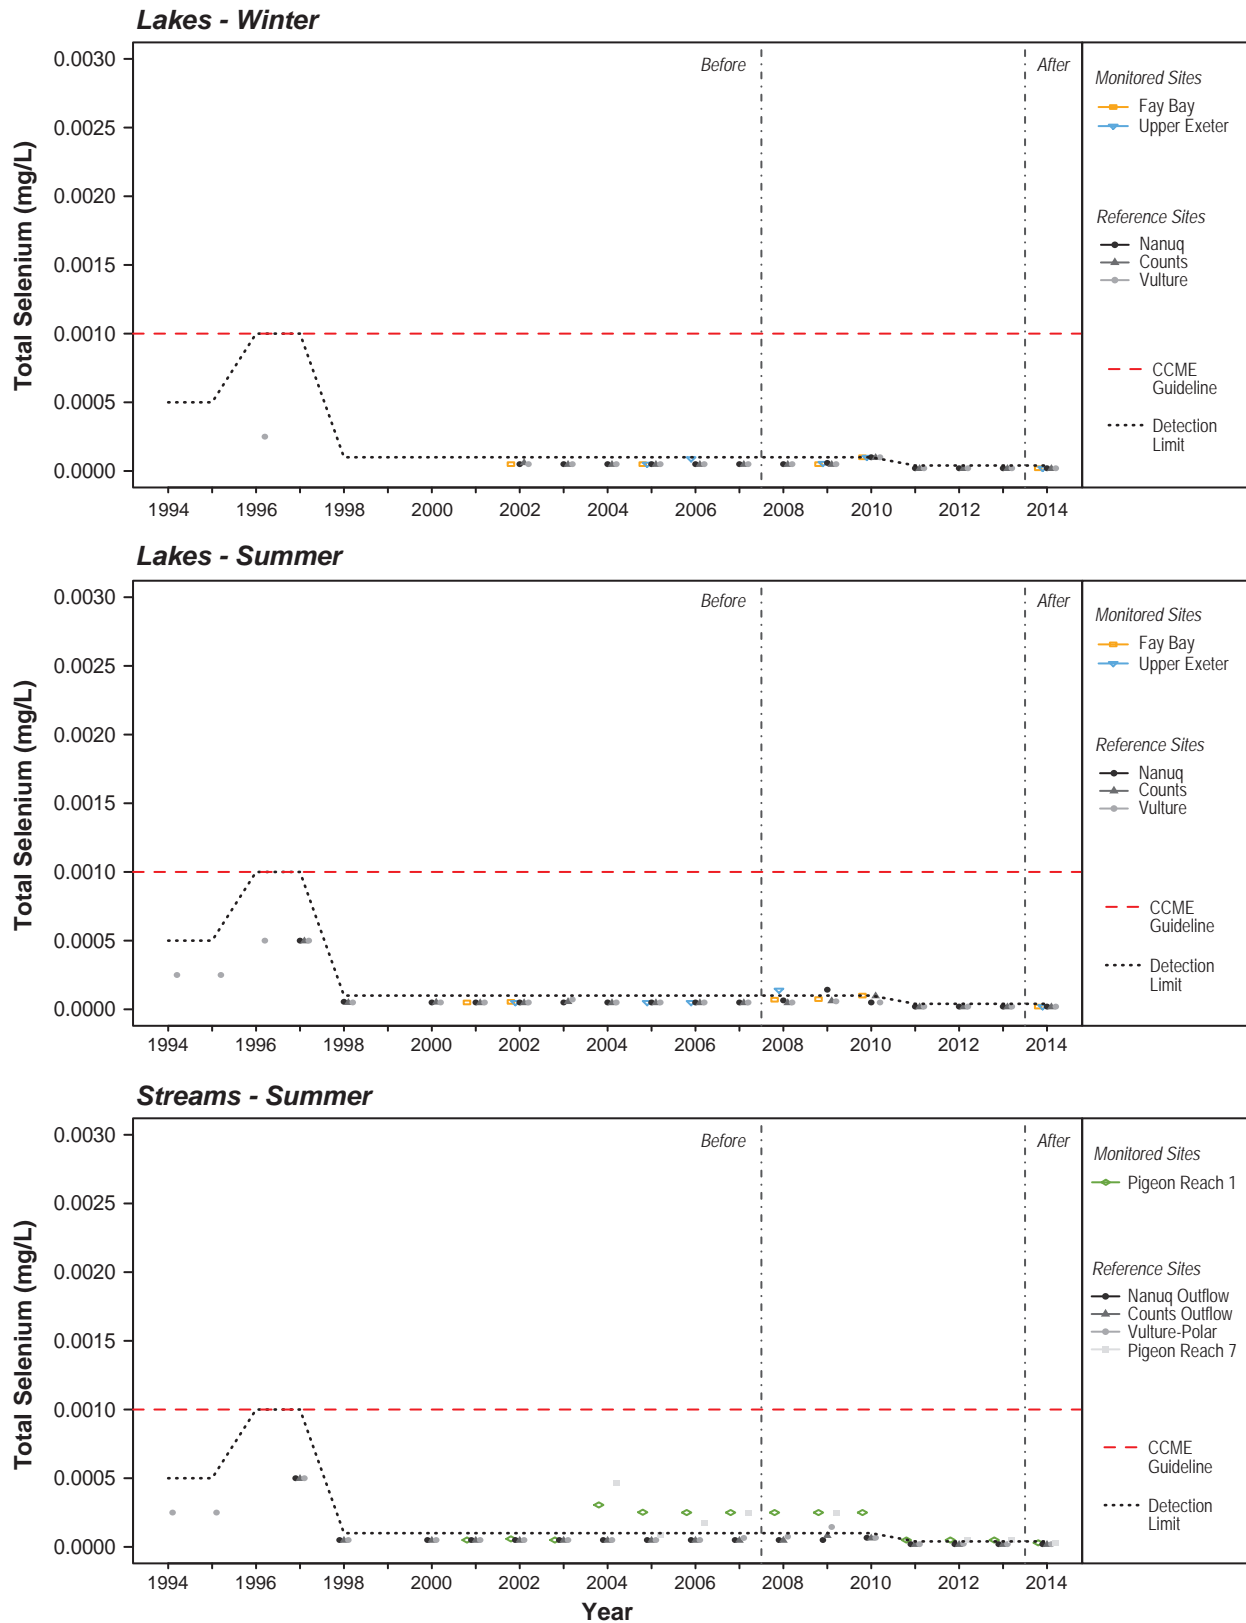 Lakes - Winter
Total Selenium (mg/L)
0.0030
0.0025
0.0020
0.0015
0.0010
0.0005
0.0000
Before
After
1994 1996 1998 2000 2002 2004 2006 2008 2010 2012 2014
Monitored Sites
Fay Bay
Upper Exeter
Reference Sites
Nanuq
Counts
Vulture
CCME
Guideline
Detection
Limit
Lakes - Summer
Total Selenium (mg/L)
0.0030
0.0025
0.0020
0.0015
0.0010
0.0005
0.0000
Before
After
1994 1996 1998 2000 2002 2004 2006 2008 2010 2012 2014
Monitored Sites
Fay Bay
Upper Exeter
Reference Sites
Nanuq
Counts
Vulture
CCME
Guideline
Detection
Limit
Streams - Summer
Total Selenium (mg/L)
0.0030
0.0025
0.0020
0.0015
0.0010
0.0005
0.0000
Before
After
1994 1996 1998 2000 2002 2004 2006 2008 2010 2012 2014
Year
Monitored Sites
Pigeon Reach 1
Reference Sites
Nanuq Outflow
Counts Outflow
Vulture-Polar
Pigeon Reach 7
CCME
Guideline
Detection
Limit